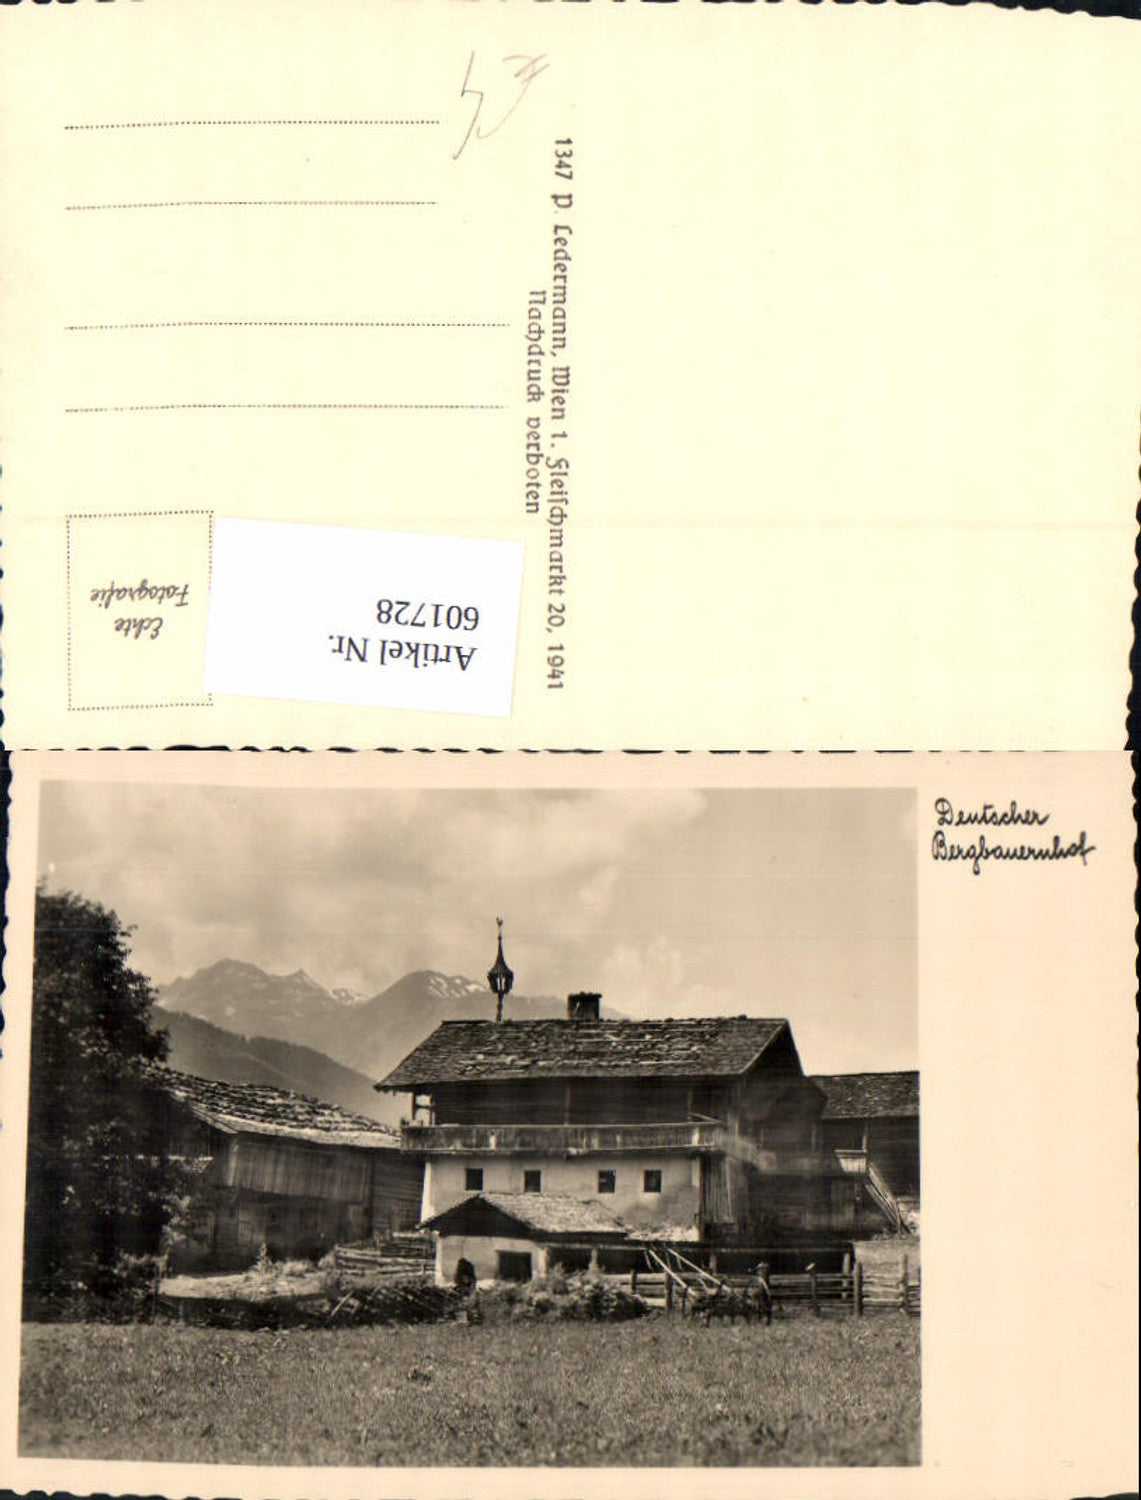 1347 P. Ledermann, Wien 1. Fleiſchmarkt 20, 1941
Nachdruck verboten
Echte
Fotografie
Artikel Nr.
601728
Deutscher
Bergbauernhof